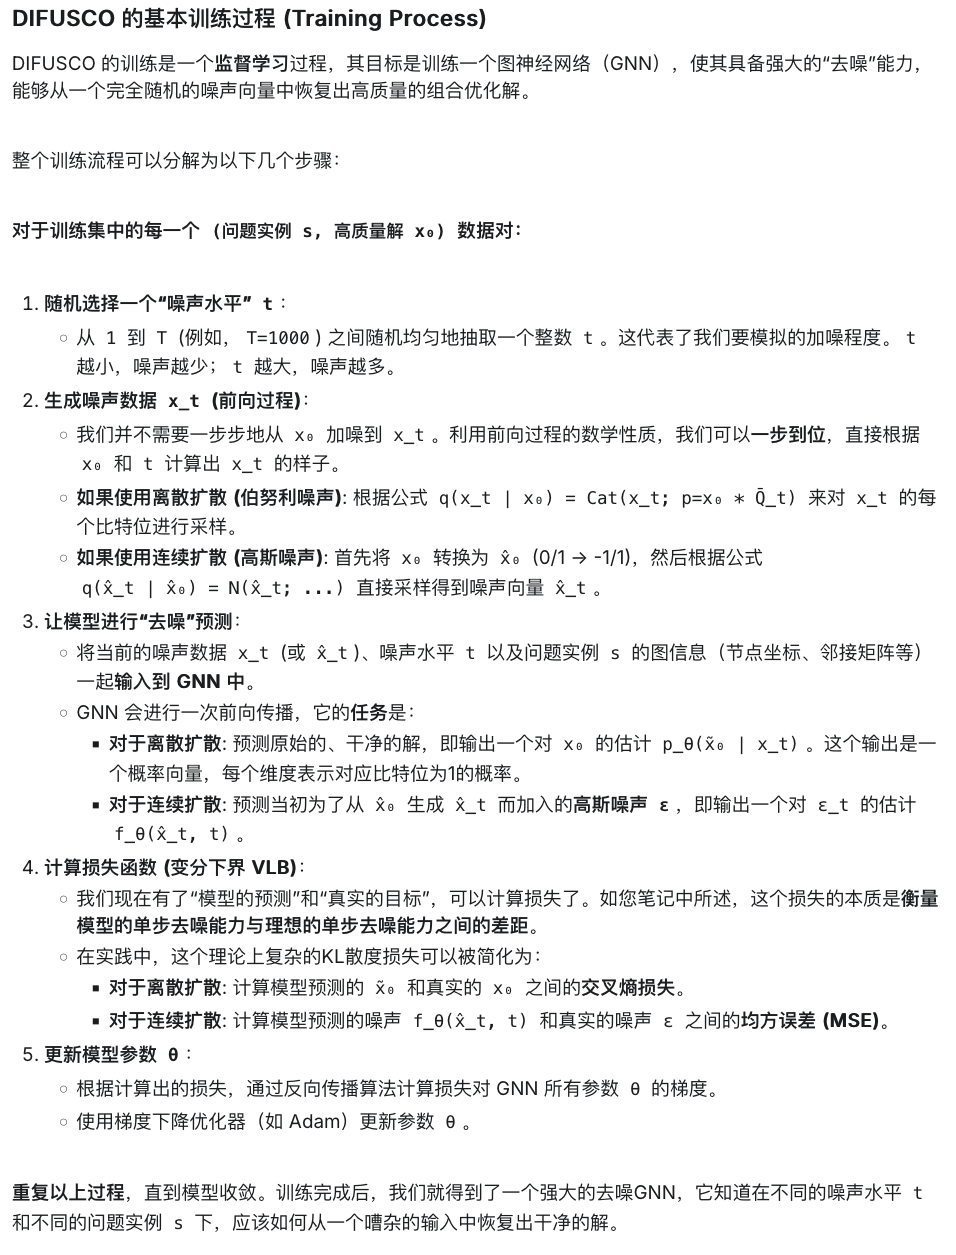 DIFUSCO 的基本训练过程 (Training Process)
DIFUSCO 的训练是一个监督学习过程，其目标是训练一个图神经网络（GNN），使其具备强大的“去噪”能力，
能够从一个完全随机的噪声向量中恢复出高质量的组合优化解。
整个训练流程可以分解为以下几个步骤：
对于训练集中的每一个 (问题实例 s, 高质量解 x₀) 数据对：
1. 随机选择一个“噪声水平” t：
○ 从 1 到 T (例如， T=1000 ) 之间随机均匀地抽取一个整数 t 。这代表了我们要模拟的加噪程度。 t
越小，噪声越少； t 越大，噪声越多。
2. 生成噪声数据 x_t (前向过程)：
○ 我们并不需要一步步地从 x₀ 加噪到 x_t 。利用前向过程的数学性质，我们可以一步到位，直接根据
x₀ 和 t 计算出 x_t 的样子。
○ 如果使用离散扩散 (伯努利噪声): 根据公式 q(x_t | x₀) = Cat(x_t; p=x₀ * Q̄_t) 来对 x_t 的每
个比特位进行采样。
○ 如果使用连续扩散 (高斯噪声): 首先将 x₀ 转换为 x̂₀ (0/1 → -1/1)，然后根据公式
q(x̂_t | x̂₀) = N(x̂_t; ...) 直接采样得到噪声向量 x̂_t 。
3. 让模型进行“去噪”预测：
○ 将当前的噪声数据 x_t (或 x̂_t )、噪声水平 t 以及问题实例 s 的图信息（节点坐标、邻接矩阵等）
一起输入到 GNN 中。
○ GNN 会进行一次前向传播，它的任务是：
▪ 对于离散扩散: 预测原始的、干净的解，即输出一个对 x₀ 的估计 p_θ(x̃₀ | x_t) 。这个输出是一
个概率向量，每个维度表示对应比特位为1的概率。
▪ 对于连续扩散: 预测当初为了从 x̂₀ 生成 x̂_t 而加入的高斯噪声 ε ，即输出一个对 ε_t 的估计
f_θ(x̂_t, t) 。
4. 计算损失函数 (变分下界 VLB)：
○ 我们现在有了“模型的预测”和“真实的目标”，可以计算损失了。如您笔记中所述，这个损失的本质是衡量
模型的单步去噪能力与理想的单步去噪能力之间的差距。
○ 在实践中，这个理论上复杂的KL散度损失可以被简化为：
▪ 对于离散扩散: 计算模型预测的 x̃₀ 和真实的 x₀ 之间的交叉熵损失。
▪ 对于连续扩散: 计算模型预测的噪声 f_θ(x̂_t, t) 和真实的噪声 ε 之间的均方误差 (MSE)。
5. 更新模型参数 θ：
○ 根据计算出的损失，通过反向传播算法计算损失对 GNN 所有参数 θ 的梯度。
○ 使用梯度下降优化器（如 Adam）更新参数 θ 。
重复以上过程，直到模型收敛。训练完成后，我们就得到了一个强大的去噪GNN，它知道在不同的噪声水平 t
和不同的问题实例 s 下，应该如何从一个嘈杂的输入中恢复出干净的解。